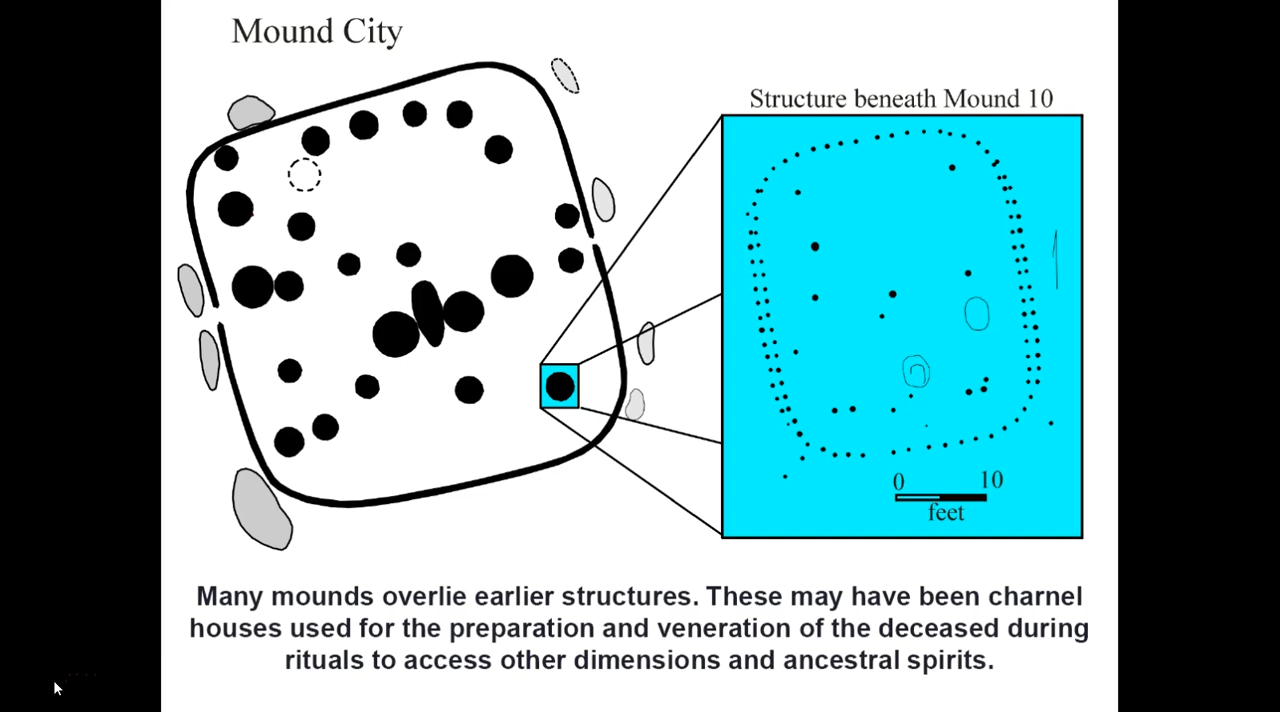 Mound City
Structure beneath Mound 10
0 10
feet
Many mounds overlie earlier structures. These may have been charnel
houses used for the preparation and veneration of the deceased during
rituals to access other dimensions and ancestral spirits.